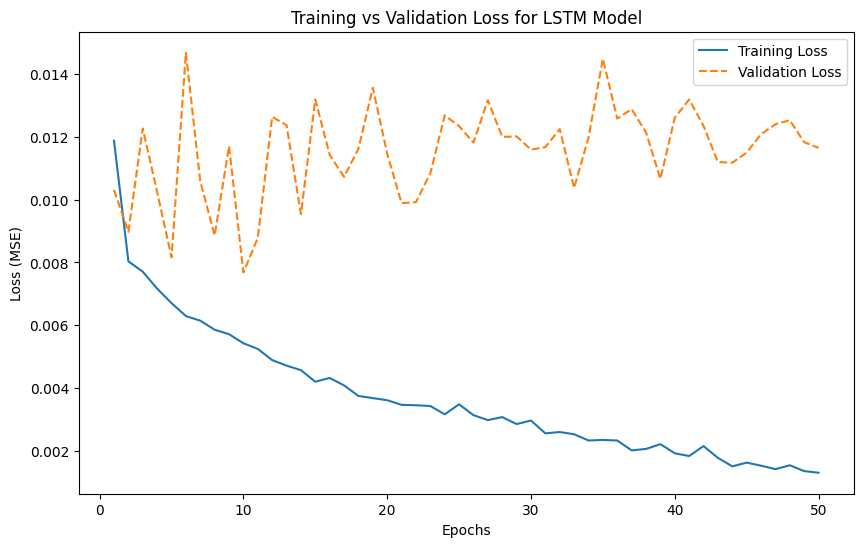 Training vs Validation Loss for LSTM Model
Training Loss
Validation Loss
0.014
0.012
0.010
0.008
0.006
0.004
0.002
Loss (MSE)
0 10 20 30 40 50
Epochs